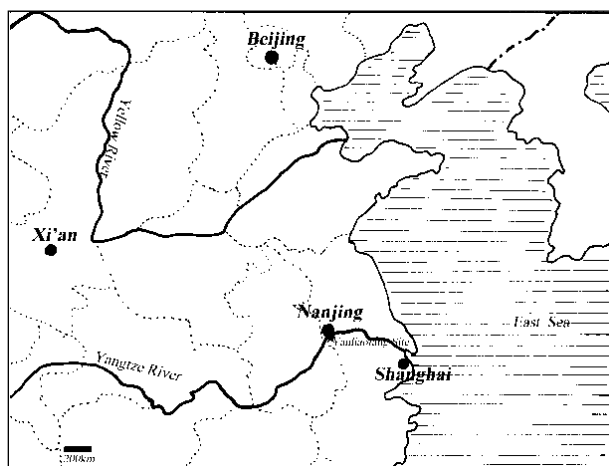 Beijing
Yellow River
Xi'an
Nanjing
East Sea
Yangtze River
Shanghai
200km